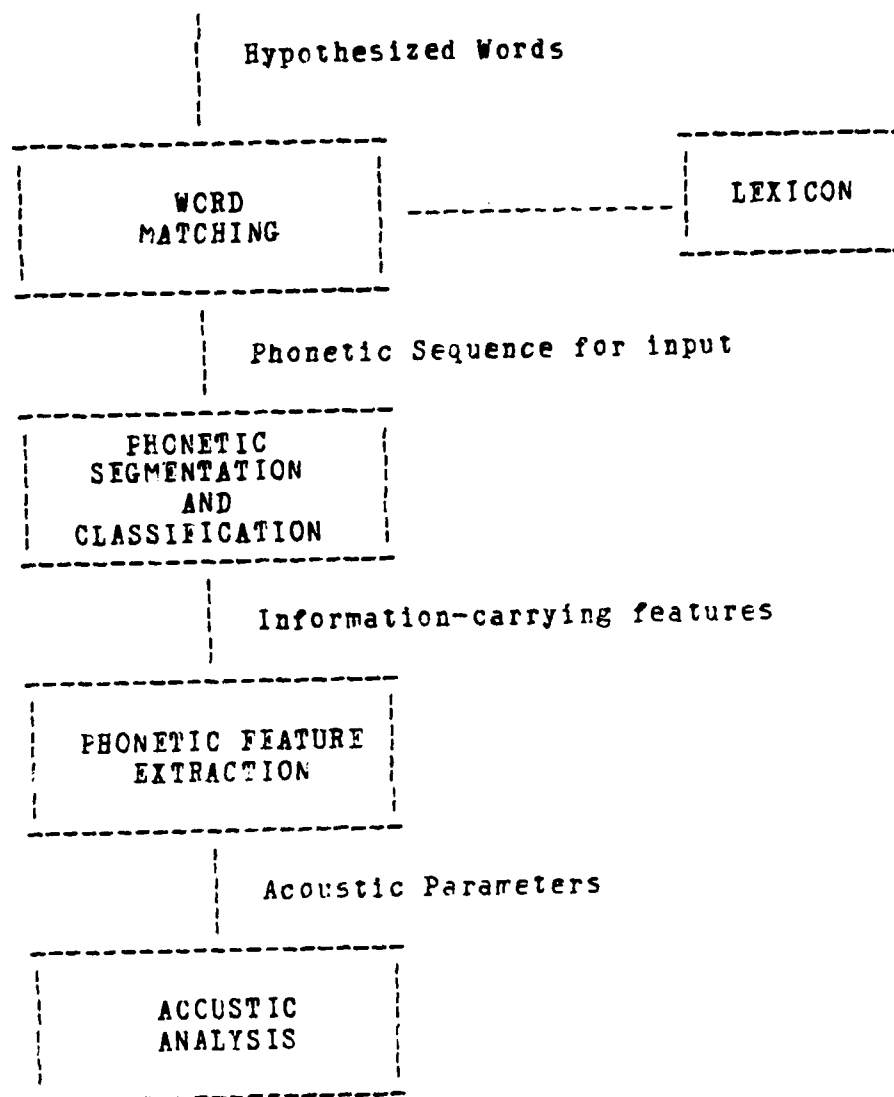 Hypothesized Words
WCRD
MATCHING
LEXICON
Phonetic Sequence for input
PHCNETIC
SEGMENTATION
AND
CLASSIFICATION
Information-carrying features
PHONETIC FEATURE
EXTRACTION
Acoustic Parameters
ACCUSTIC
ANALYSIS